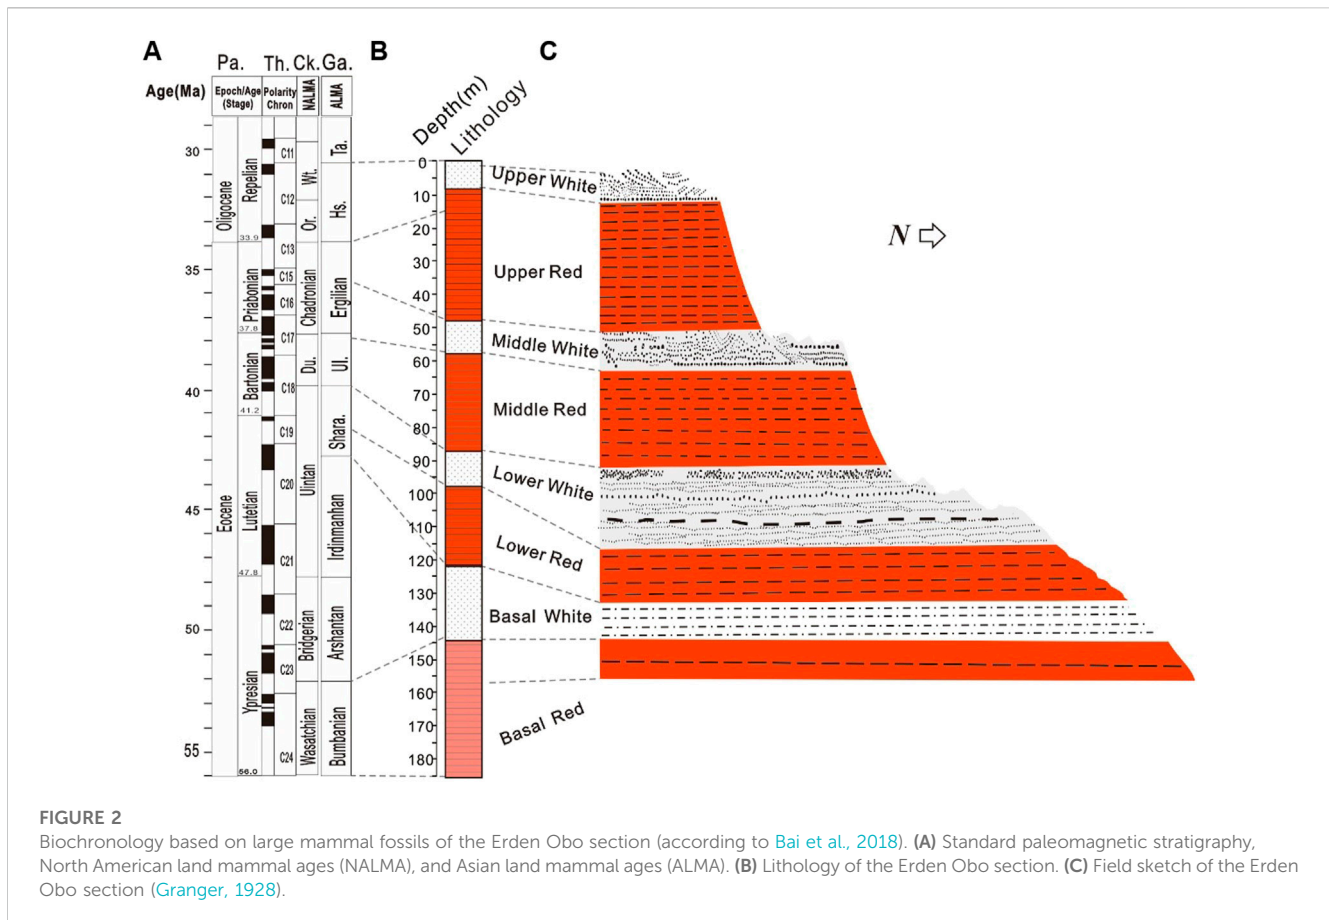 A
B
C
Pa.
Th.
Ck.
Ga.
Age(Ma)
Epoch/Age
(Stage)
Polarity
Chron
NALMA
ALMA
Depth(m)
Lithology
30
35
40
45
50
55
Oligocene
Eocene
Repelian
33.9
Priabonian
37.8
Bartonian
41.2
Lutetian
47.8
Ypresian
56.0
C11
C12
C13
C15
C16
C17
C18
C19
C20
C21
C22
C23
C24
Wt.
Or.
Chadronian
Du.
Uintan
Bridgerian
Wasatchian
Ta.
Hs.
Ergilian
Ul.
Shara.
Irdinmanhan
Arshantan
Bumbanian
0
10
20
30
40
50
60
70
80
90
100
110
120
130
140
150
160
170
180
Upper White
Upper Red
Middle White
Middle Red
Lower White
Lower Red
Basal White
Basal Red
N
FIGURE 2
Biochronology based on large mammal fossils of the Erden Obo section (according to Bai et al., 2018). (A) Standard paleomagnetic stratigraphy,
North American land mammal ages (NALMA), and Asian land mammal ages (ALMA). (B) Lithology of the Erden Obo section. (C) Field sketch of the Erden
Obo section (Granger, 1928).